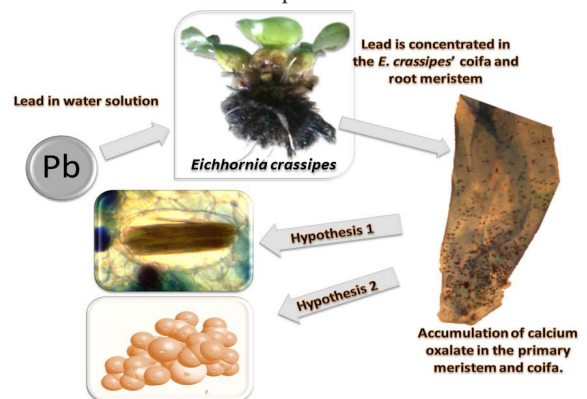 Lead is concentrated in
the E. crassipes' coifa and
root meristem
Lead in water solution
Pb
Eichhornia crassipes
Hypothesis 1
Hypothesis 2
Accumulation of calcium
oxalate in the primary
meristem and coifa.